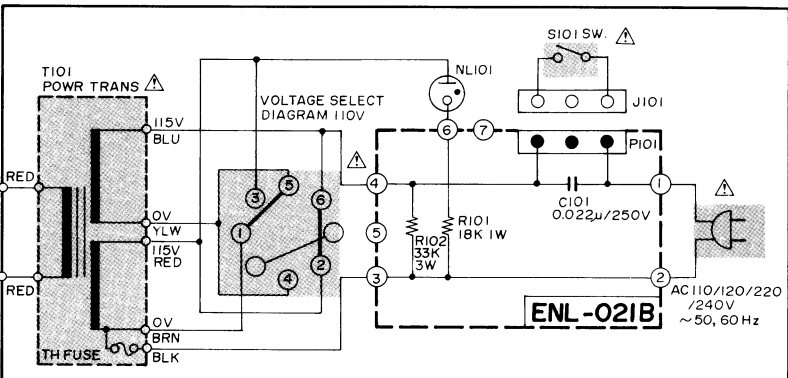 S101 SW.
T101
POWR TRANS
NL101
VOLTAGE SELECT
DIAGRAM 110V
J101
115V
BLU
6
7
P101
RED
3
5
6
4
1
C101
0.022μ/250V
0V
YLW
115V
RED
1
2
4
5
3
R102
33K
3W
R101
18K 1W
2
RED
AC110/120/220
/240V
~50, 60Hz
0V
BRN
BLK
TH FUSE
ENL-021B